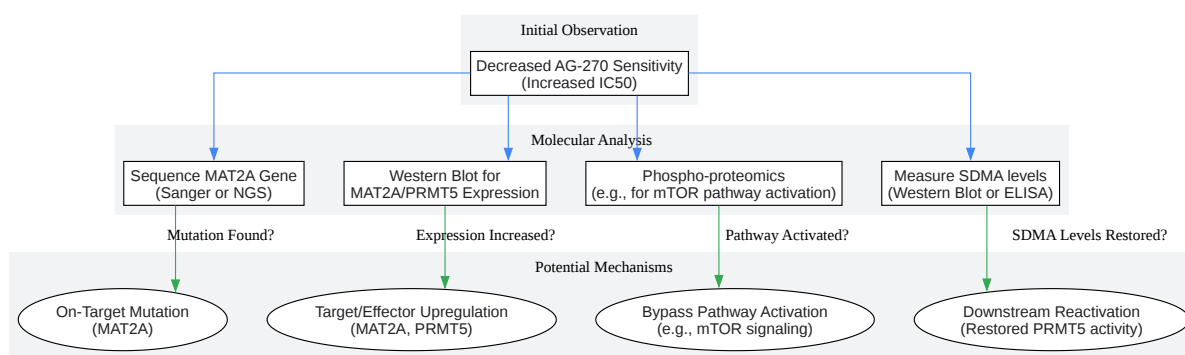 Initial Observation
Decreased AG-270 Sensitivity
(Increased IC50)
Molecular Analysis
Sequence MAT2A Gene
(Sanger or NGS)
Western Blot for
MAT2A/PRMT5 Expression
Phospho-proteomics
(e.g., for mTOR pathway activation)
Measure SDMA levels
(Western Blot or ELISA)
Mutation Found?
Expression Increased?
Pathway Activated?
SDMA Levels Restored?
Potential Mechanisms
On-Target Mutation
(MAT2A)
Target/Effector Upregulation
(MAT2A, PRMT5)
Bypass Pathway Activation
(e.g., mTOR signaling)
Downstream Reactivation
(Restored PRMT5 activity)